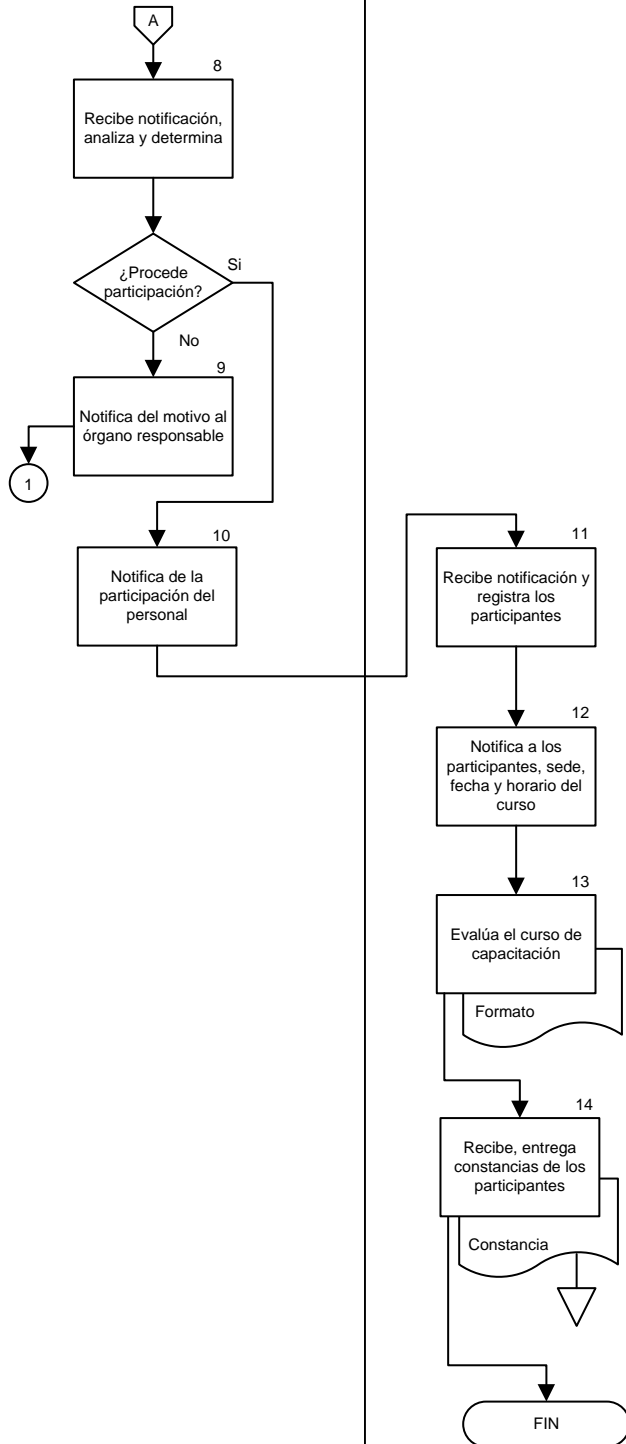 A
8
Recibe notificación,
analiza y determina
¿Procede
participación?
Si
No
9
Notifica del motivo al
órgano responsable
1
10
Notifica de la
participación del
personal
11
Recibe notificación y
registra los
participantes
12
Notifica a los
participantes, sede,
fecha y horario del
curso
13
Evalúa el curso de
capacitación
Formato
14
Recibe, entrega
constancias de los
participantes
Constancia
FIN